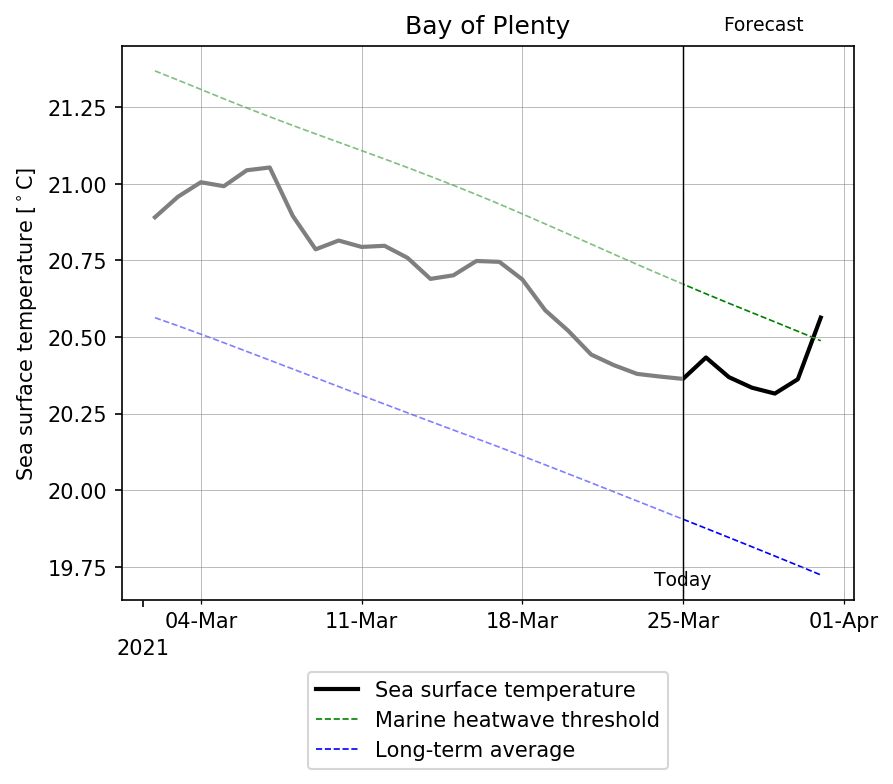 Bay of Plenty
Forecast
Sea surface temperature [°C]
21.25
21.00
20.75
20.50
20.25
20.00
19.75
Today
04-Mar
11-Mar
18-Mar
25-Mar
01-Apr
2021
Sea surface temperature
Marine heatwave threshold
Long-term average